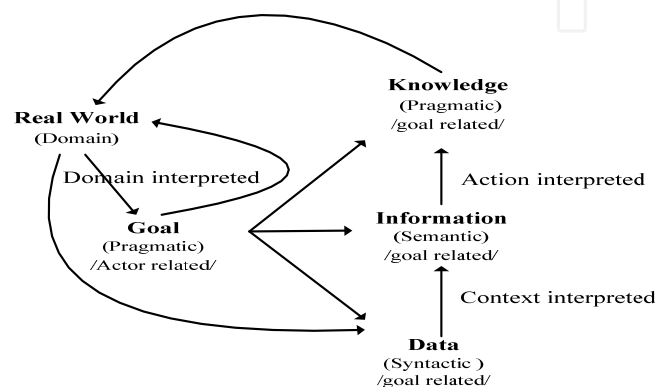 Knowledge
(Pragmatic)
/goal related/
Real World
(Domain)
Domain interpreted
Action interpreted
Goal
(Pragmatic)
/Actor related/
Information
(Semantic)
/goal related/
Context interpreted
Data
(Syntactic )
/goal related/